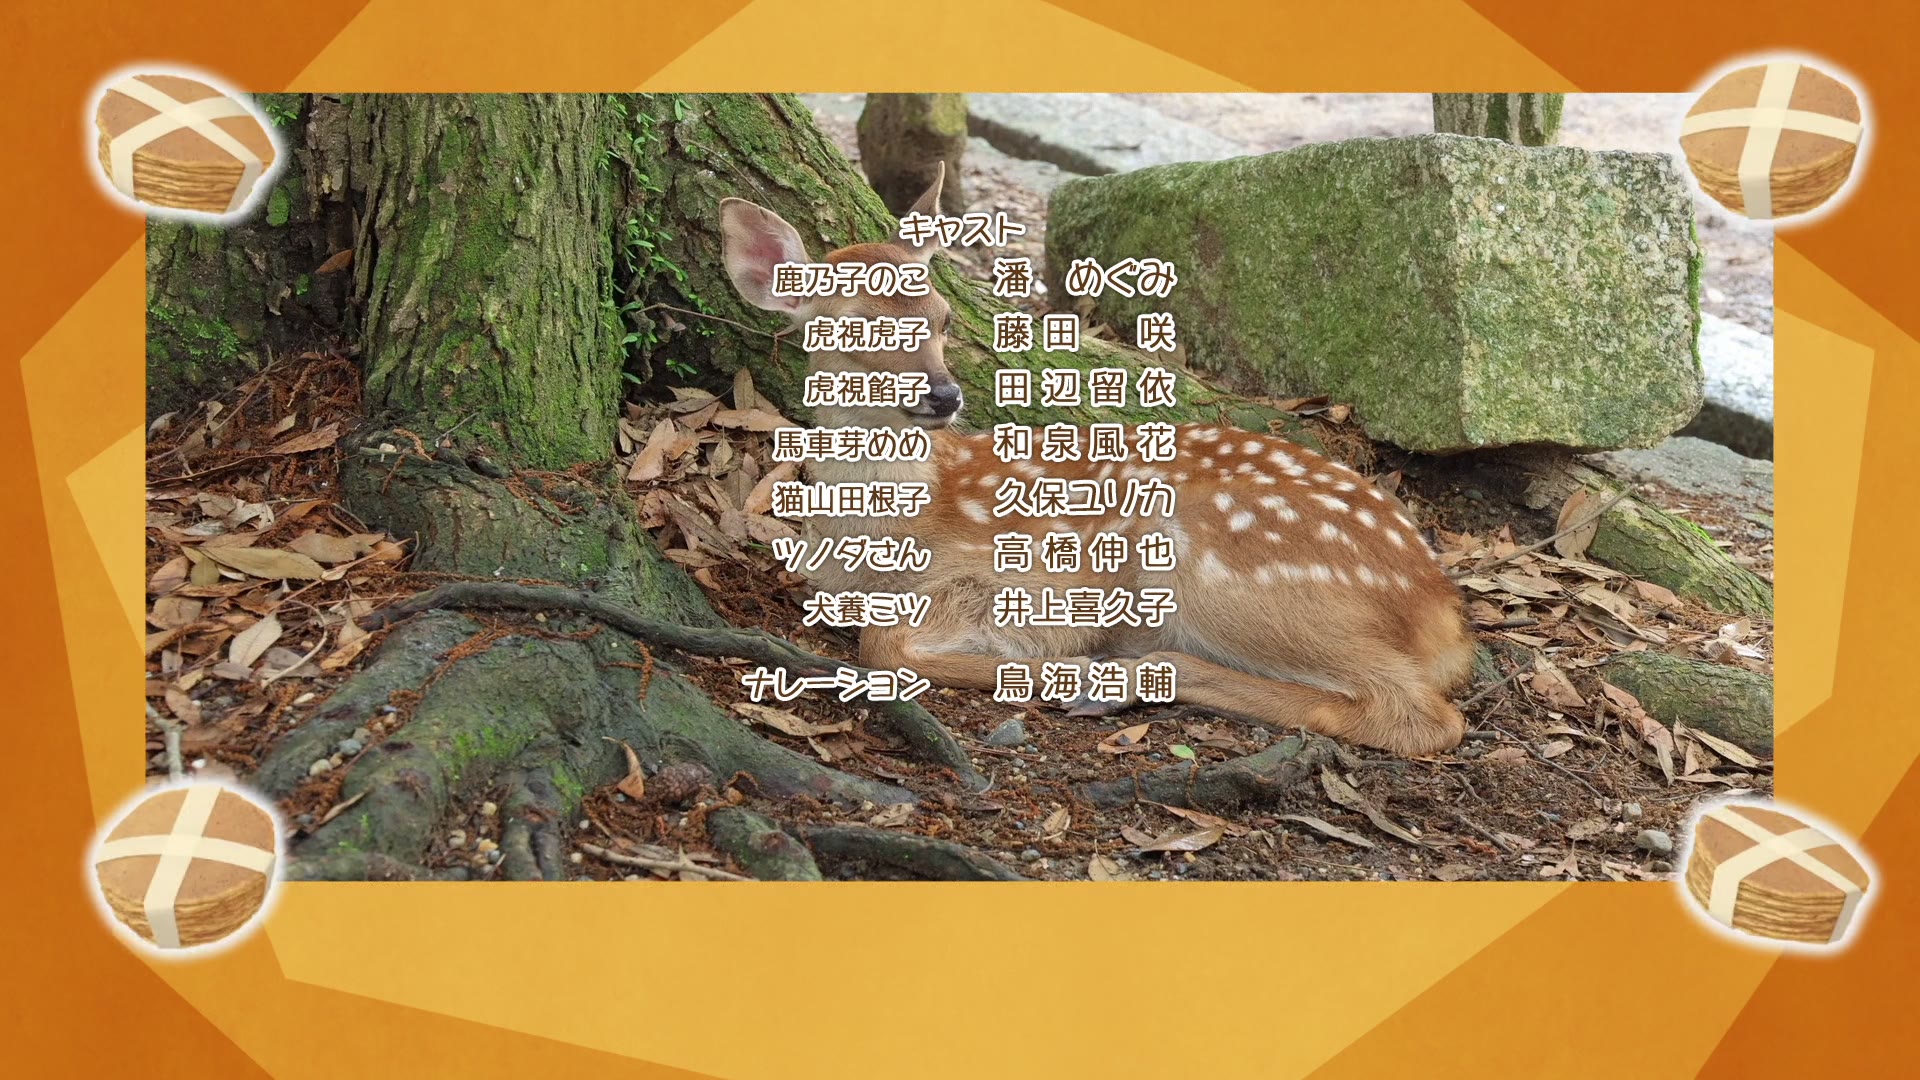 キャスト
鹿乃子のこ 潘 めぐみ
虎視虎子 藤田 咲
虎視餡子 田辺留依
馬車芽めめ 和泉風花
猫山田根子 久保ユリカ
ツノダさん 高橋伸也
犬養ミツ 井上喜久子
ナレーション 鳥海浩輔